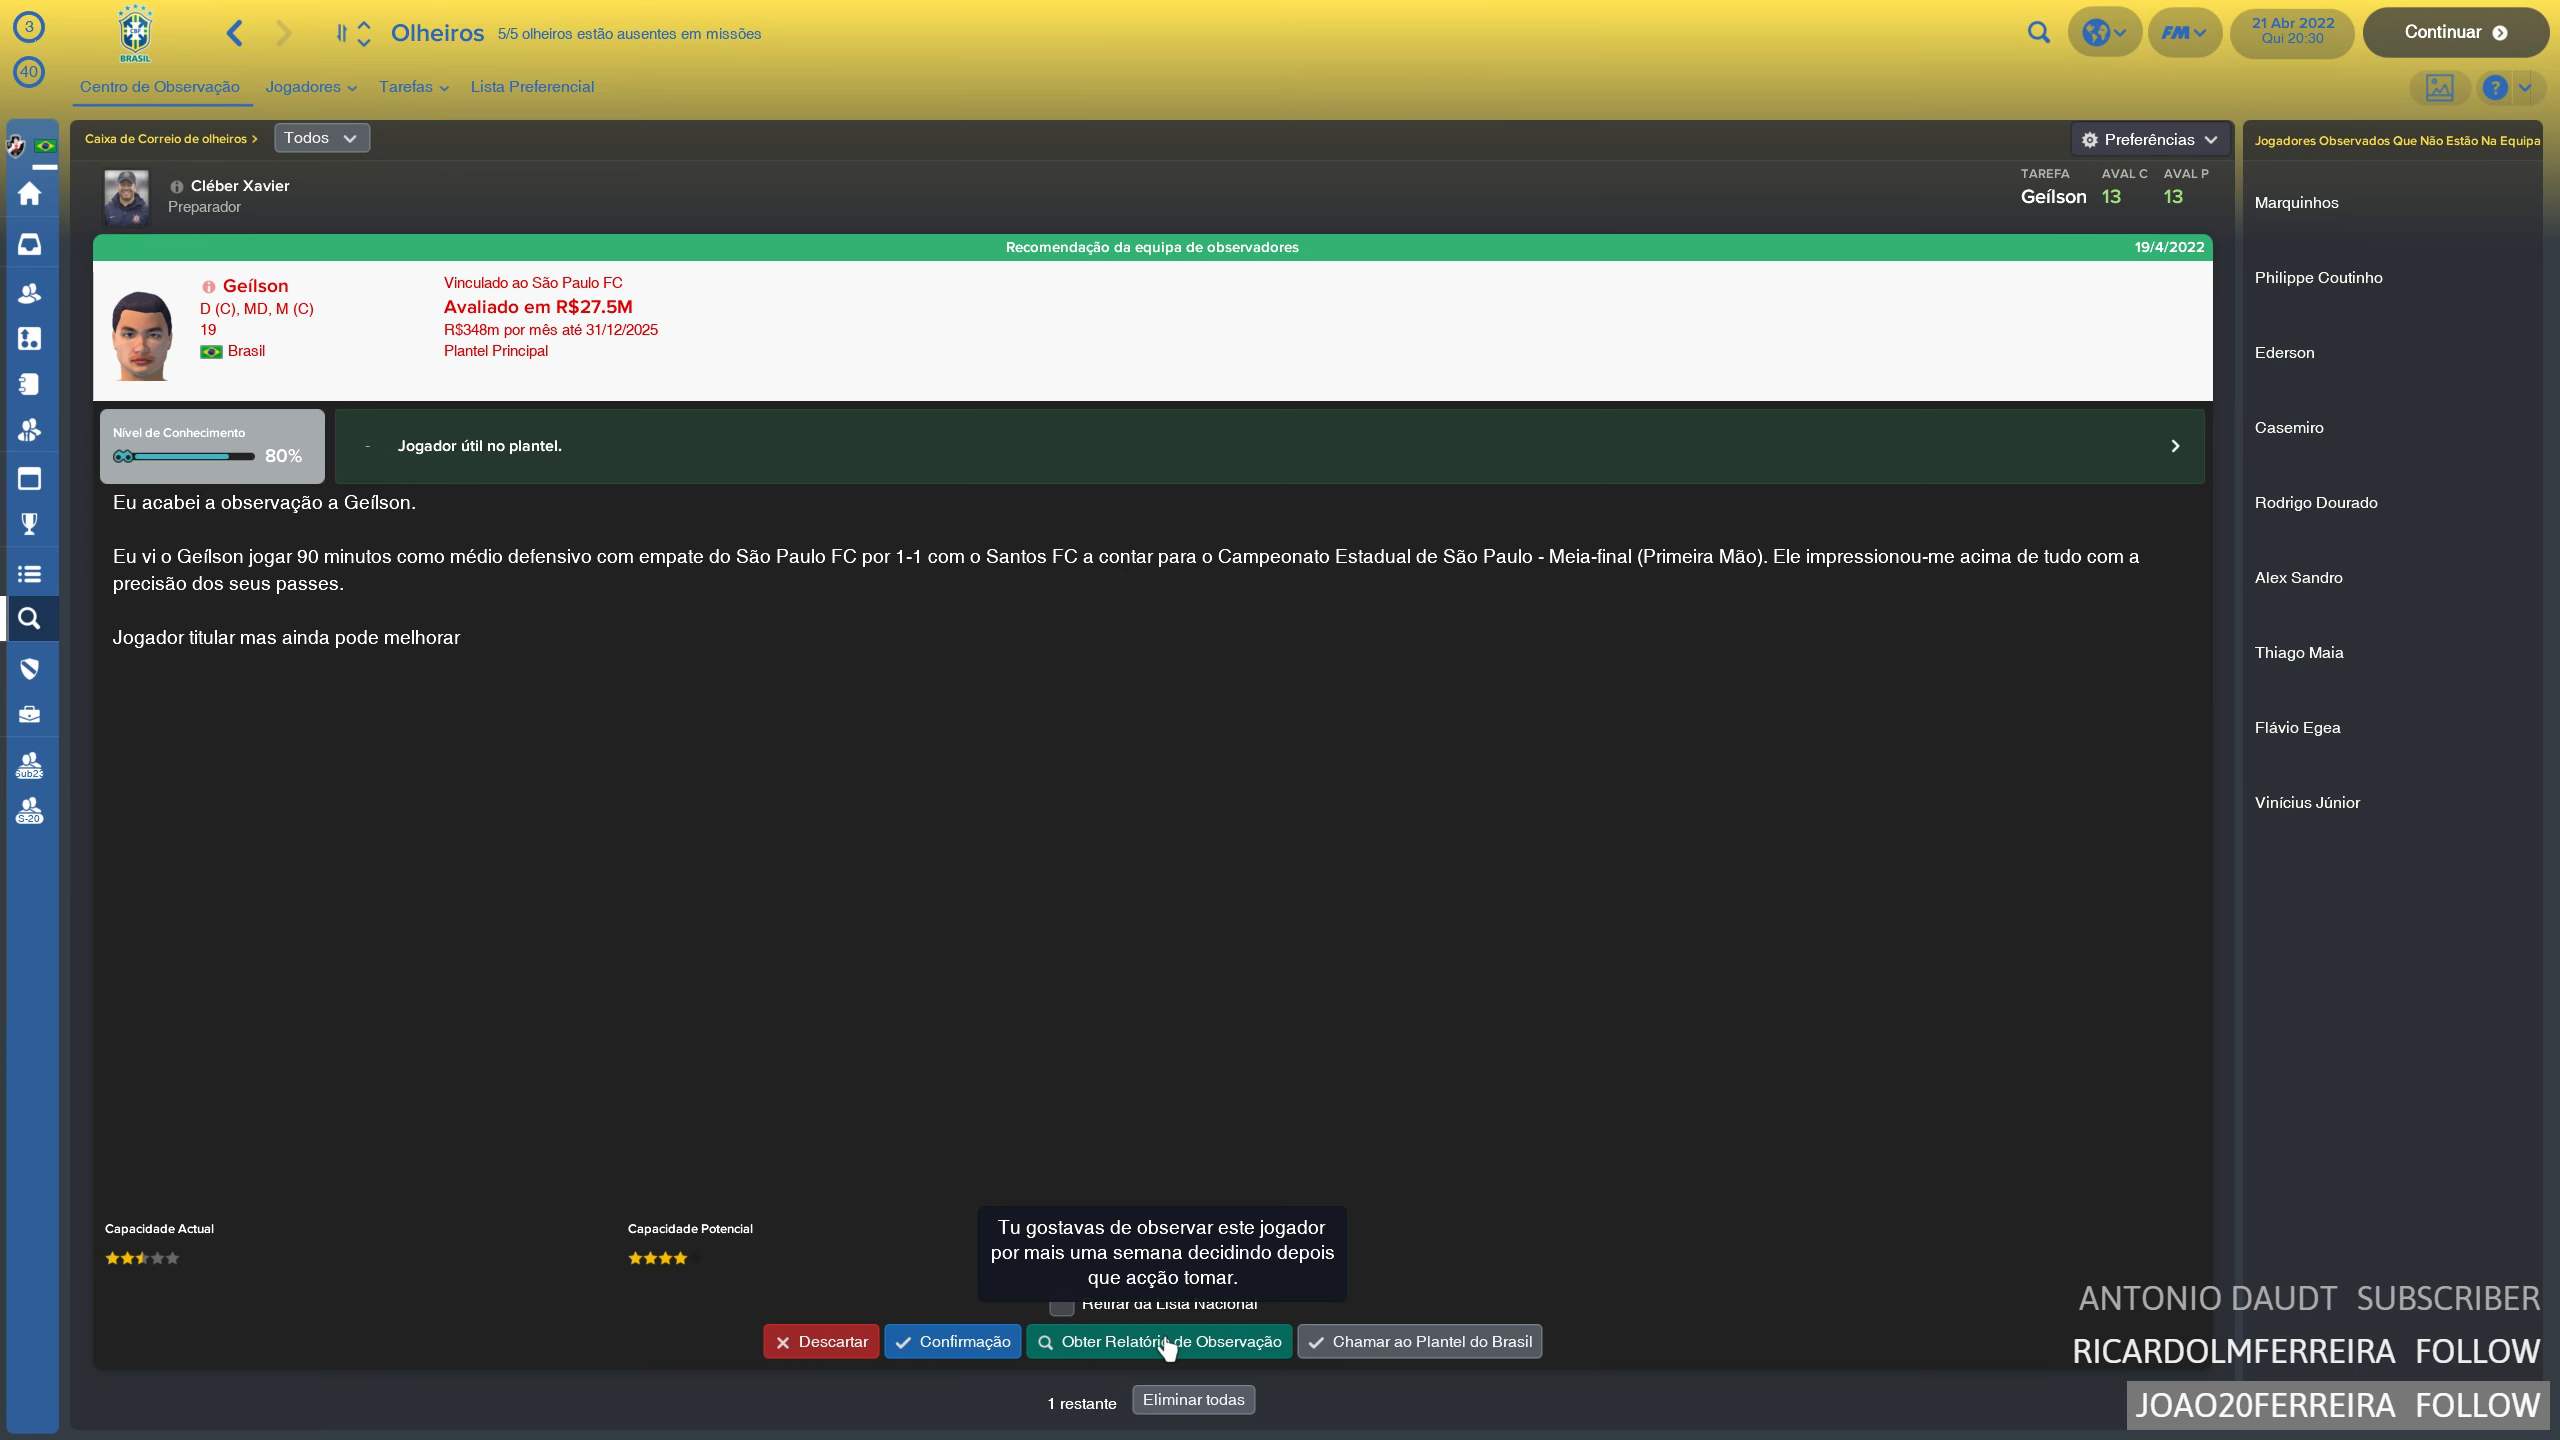 3
40
BRASIL
Olheiros 5/5 olheiros estão ausentes em missões
FM
21 Abr 2022
Qui 20:30
Continuar
Centro de Observação Jogadores Tarefas Lista Preferencial
?
Caixa de Correio de olheiros > Todos
Preferências
Jogadores Observados Que Não Estão Na Equipa
Cléber Xavier
Preparador
TAREFA AVAL C AVAL P
Geílson 13 13
Recomendação da equipa de observadores 19/4/2022
Geílson
D (C), MD, M (C)
19
Brasil
Vinculado ao São Paulo FC
Avaliado em R$27.5M
R$348m por mês até 31/12/2025
Plantel Principal
Nível de Conhecimento
80%
- Jogador útil no plantel.
Eu acabei a observação a Geílson.
Eu vi o Geílson jogar 90 minutos como médio defensivo com empate do São Paulo FC por 1-1 com o Santos FC a contar para o Campeonato Estadual de São Paulo - Meia-final (Primeira Mão). Ele impressionou-me acima de tudo com a
precisão dos seus passes.
Jogador titular mas ainda pode melhorar
Marquinhos
Philippe Coutinho
Ederson
Casemiro
Rodrigo Dourado
Alex Sandro
Thiago Maia
Flávio Egea
Vinícius Júnior
Sub23
S-20
Capacidade Actual
Capacidade Potencial
Tu gostavas de observar este jogador
por mais uma semana decidindo depois
que acção tomar.
Retirar da Lista Nacional
Descartar Confirmação Obter Relatório de Observação Chamar ao Plantel do Brasil
1 restante Eliminar todas
ANTONIO DAUDT SUBSCRIBER
RICARDOLMFERREIRA FOLLOW
JOAO20FERREIRA FOLLOW